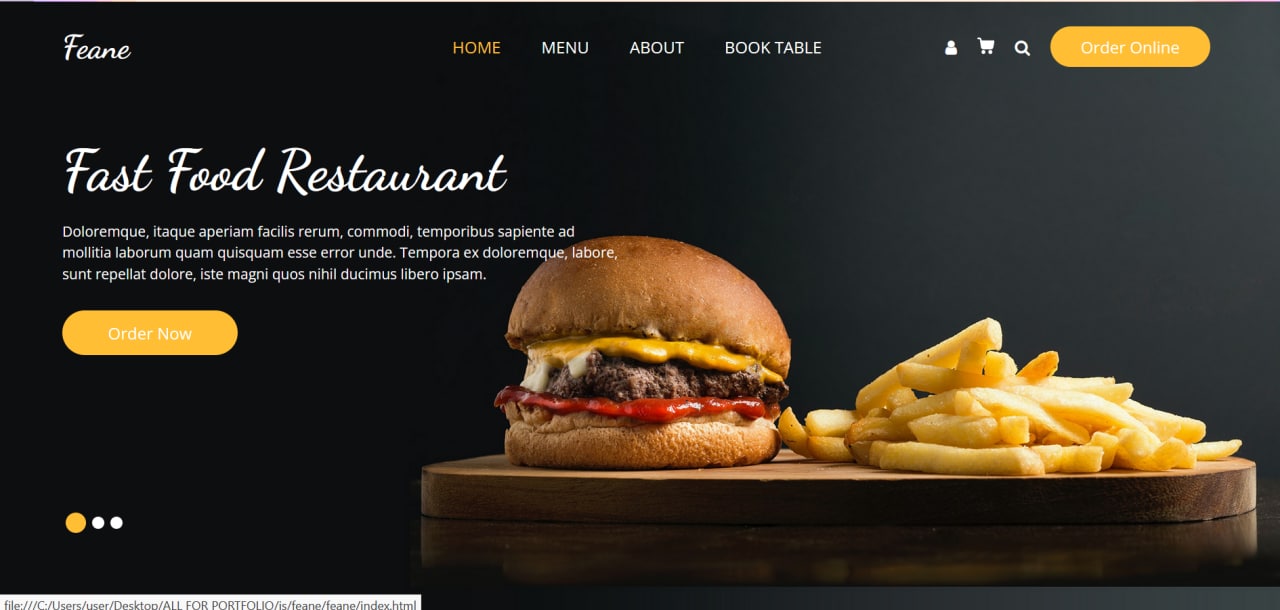 Feane
HOME MENU ABOUT BOOK TABLE Order Online
Fast Food Restaurant
Doloremque, itaque aperiam facilis rerum, commodi, temporibus sapiente ad
mollitia laborum quam quisquam esse error unde. Tempora ex doloremque, labore,
sunt repellat dolore, iste magni quos nihil ducimus libero ipsam.
Order Now
file:///C:/Users/user/Desktop/ALL FOR PORTFOLIO/js/feane/feane/index.html